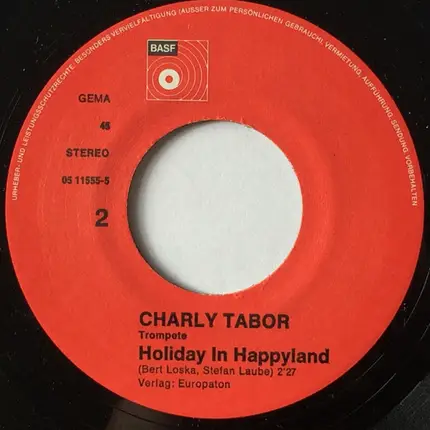 URHEBER- UND LEISTUNGSSCHUTZRECHTE, BESONDERS VERVIELFÄLTIGUNG (AUSSER ZUM PERSÖNLICHEN GEBRAUCH), VERMIETUNG, AUFFÜHRUNG, SENDUNG VORBEHALTEN
BASF
GEMA
45
STEREO
05 11555-5
2
CHARLY TABOR
Trompete
Holiday In Happyland
(Bert Loska, Stefan Laube) 2'27
Verlag: Europaton